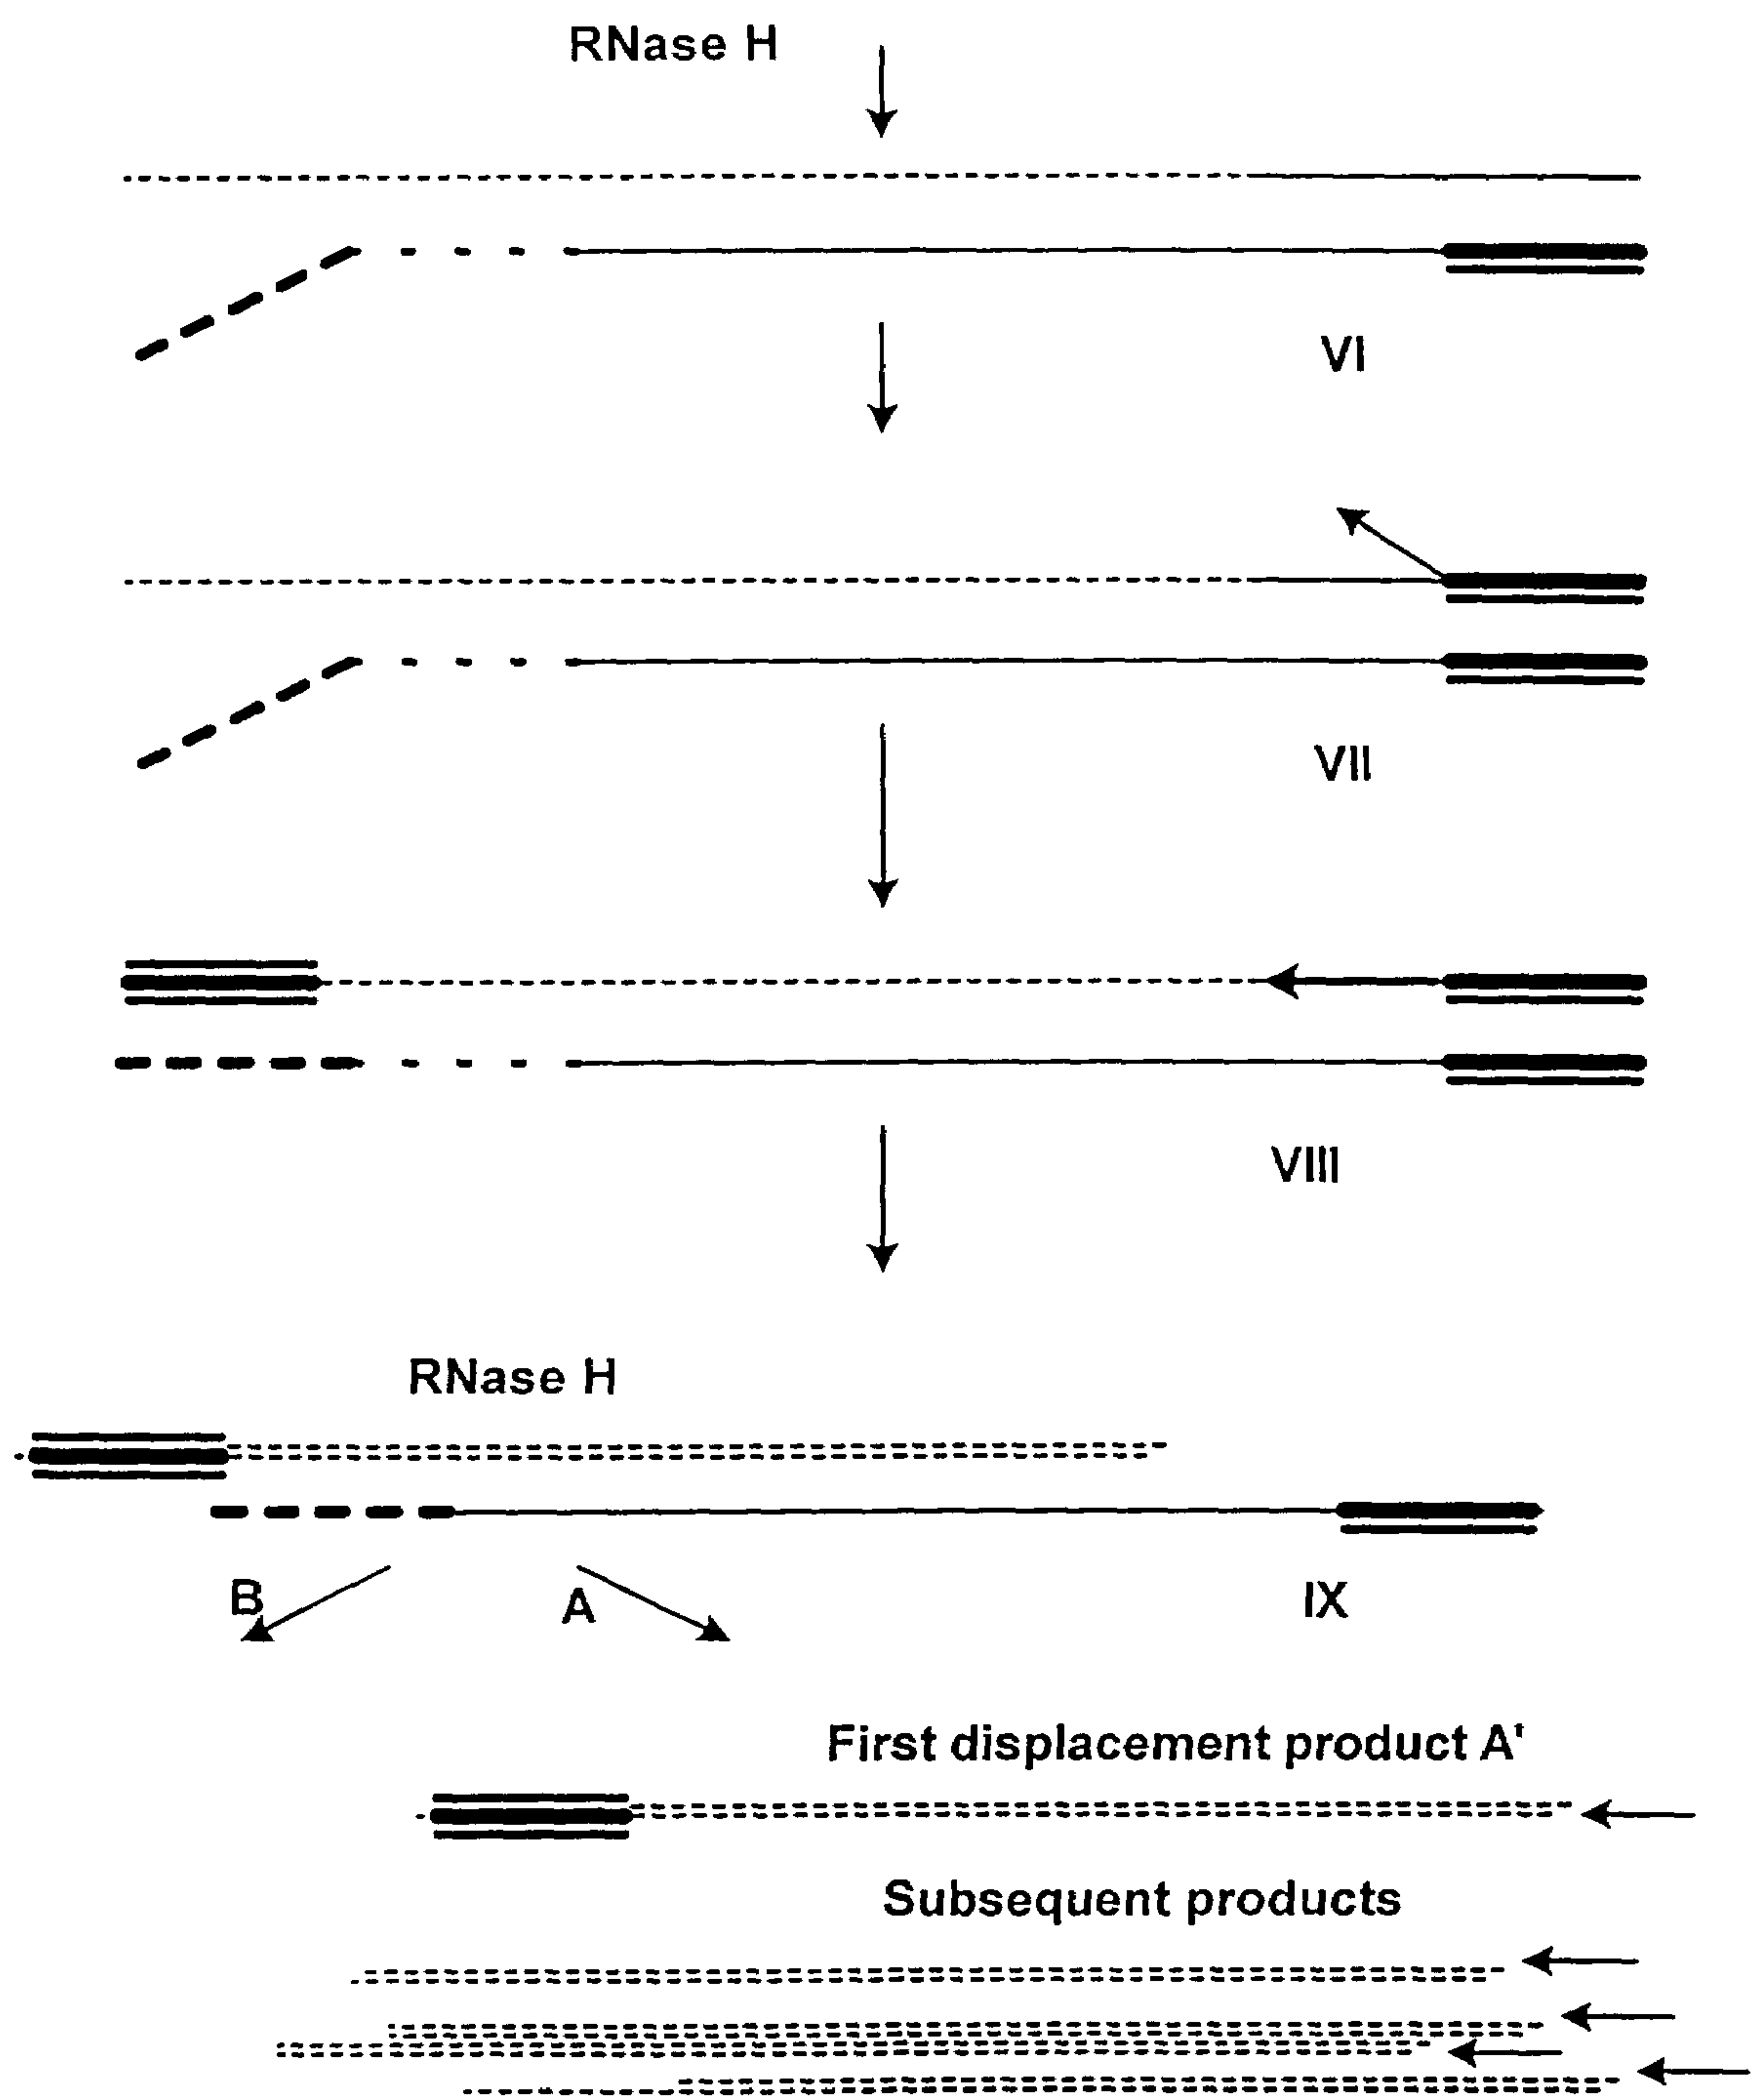 RNase H
VI
VII
VIII
RNase H
B
A
IX
First displacement product A'
Subsequent products